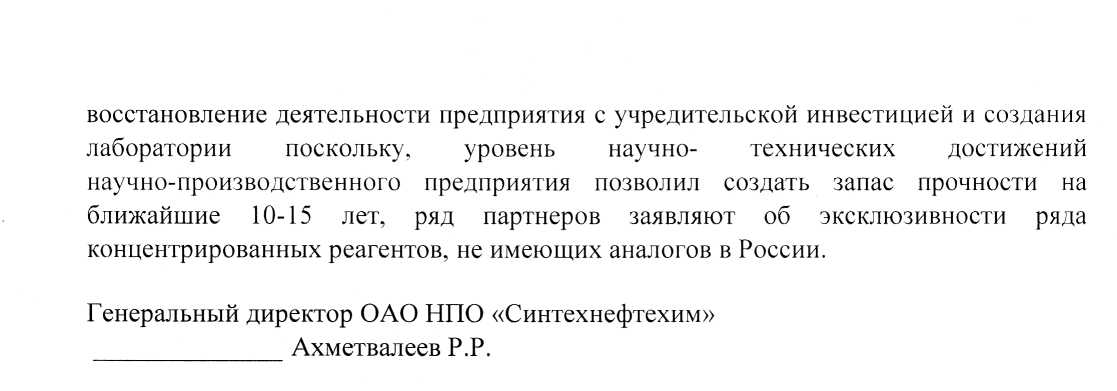 восстановление деятельности предприятия с учредительской инвестицией и создания
лаборатории поскольку, уровень научно- технических достижений
научно-производственного предприятия позволил создать запас прочности на
ближайшие 10-15 лет, ряд партнеров заявляют об эксклюзивности ряда
концентрированных реагентов, не имеющих аналогов в России.
Генеральный директор ОАО НПО «Синтехнефтехим»
______________ Ахметвалеев Р.Р.